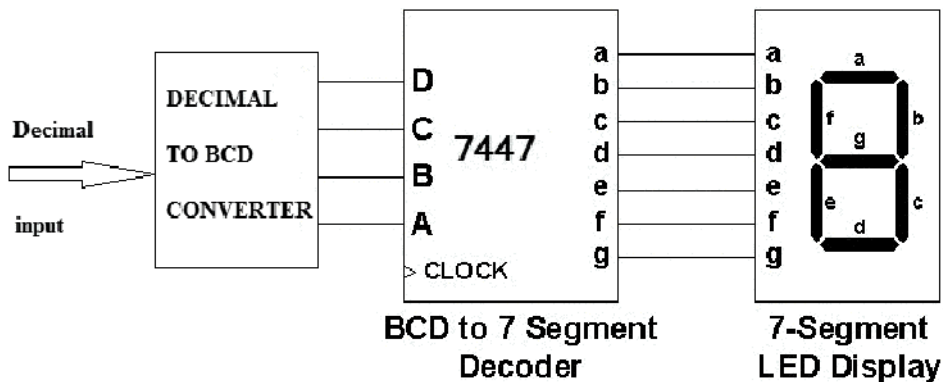 Decimal
input
DECIMAL
TO BCD
CONVERTER
D
C
B
A
7447
> CLOCK
a
b
c
d
e
f
g
BCD to 7 Segment
Decoder
a
b
c
d
e
f
g
a
f
b
g
e
c
d
7-Segment
LED Display